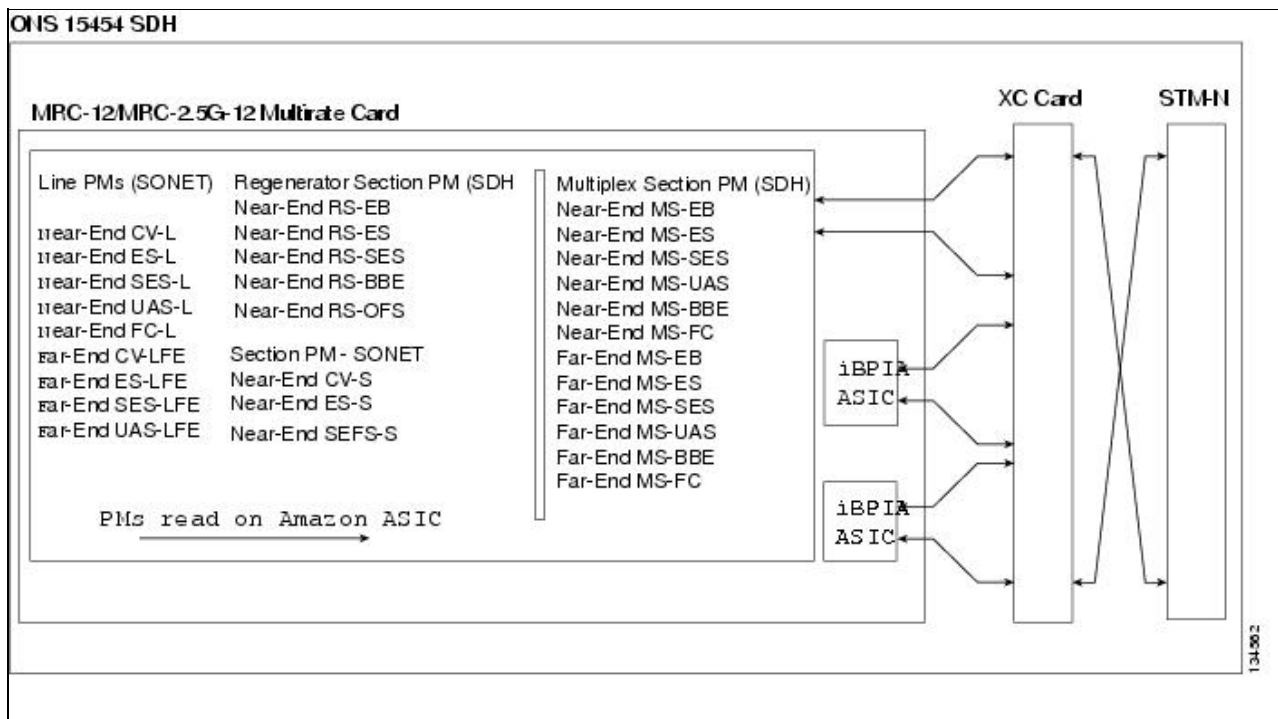 ONS 15454 SDH
MRC-12/MRC-2.5G-12 Multirate Card
XC Card
STM-N
Line PMs (SONET)
Near-End CV-L
Near-End ES-L
Near-End SES-L
Near-End UAS-L
Near-End FC-L
Far-End CV-LFE
Far-End ES-LFE
Far-End SES-LFE
Far-End UAS-LFE
Regenerator Section PM (SDH
Near-End RS-EB
Near-End RS-ES
Near-End RS-SES
Near-End RS-BBE
Near-End RS-OFS
Section PM - SONET
Near-End CV-S
Near-End ES-S
Near-End SEFS-S
PMs read on Amazon ASIC
Multiplex Section PM (SDH)
Near-End MS-EB
Near-End MS-ES
Near-End MS-SES
Near-End MS-UAS
Near-End MS-BBE
Near-End MS-FC
Far-End MS-EB
Far-End MS-ES
Far-End MS-SES
Far-End MS-UAS
Far-End MS-BBE
Far-End MS-FC
iBPIA
ASIC
iBPIA
ASIC
134562